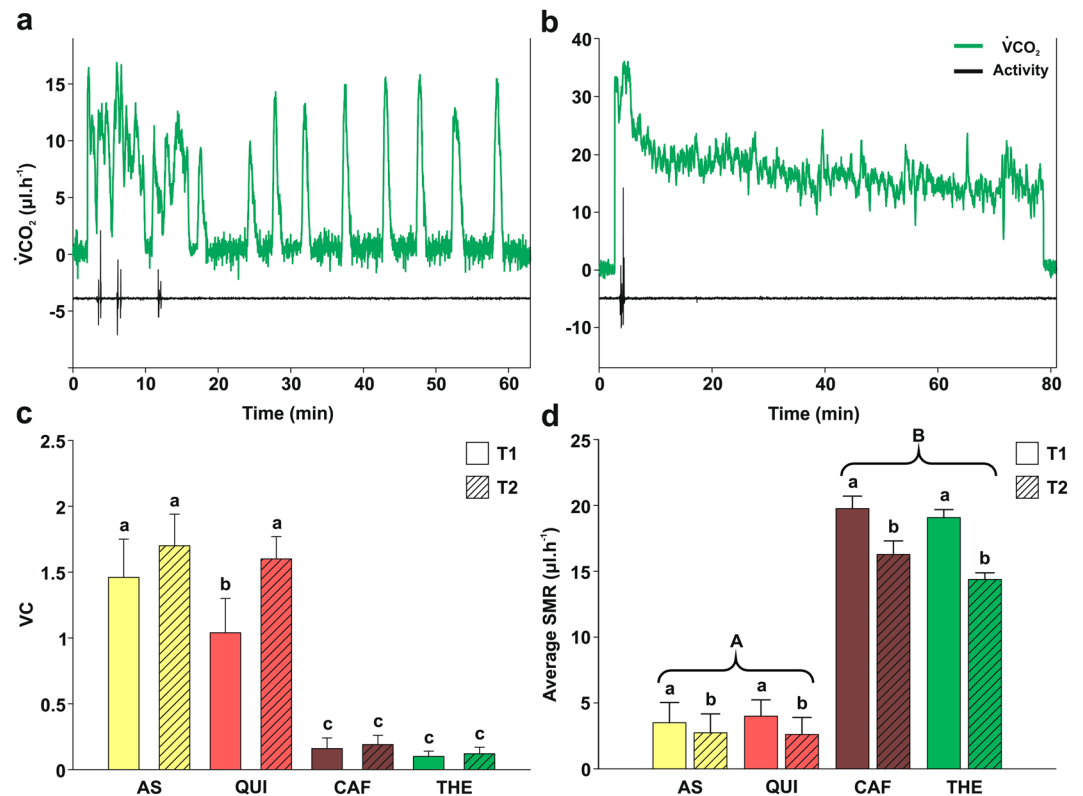 a
V̇CO₂ (µl.h⁻¹)
15
10
5
0
-5
0 10 20 30 40 50 60
Time (min)
b
V̇CO₂
Activity
40
30
20
10
0
-10
0 20 40 60 80
Time (min)
c
VC
2.5
2
1.5
1
0.5
0
T1
T2
a a b a c c c c
AS QUI CAF THE
d
Average SMR (µl.h⁻¹)
25
20
15
10
5
0
T1
T2
A B
a b a b a b a b
AS QUI CAF THE